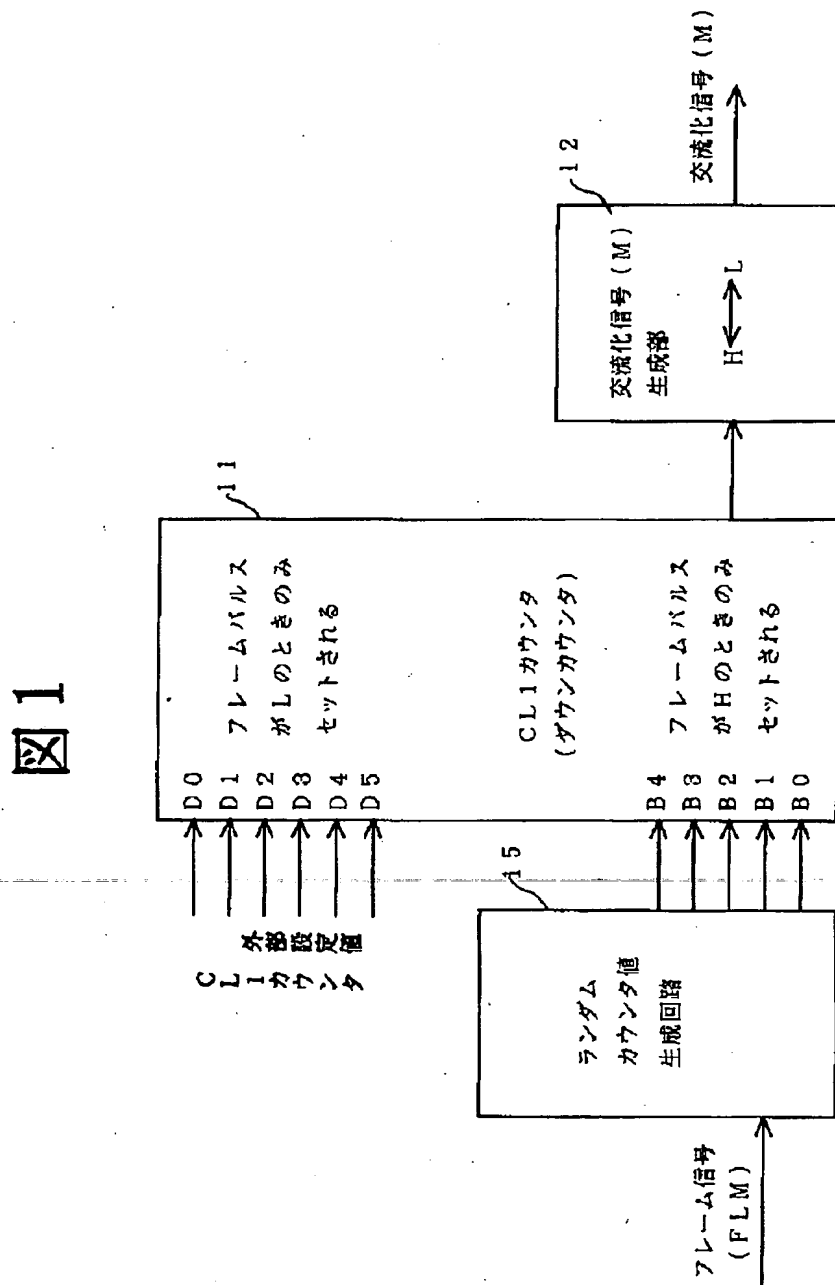 図1
D0
D1
D2
D3
D4
D5
フレームパルス
がLのときのみ
セットされる
11
CL1カウンタ
(ダウンカウンタ)
B4
B3
B2
B1
B0
フレームパルス
がHのときのみ
セットされる
CL1カウンタ
外部設定値
15
ランダム
カウンタ値
生成回路
フレーム信号
(FLM)
12
交流化信号(M)
生成部
H L
交流化信号(M)